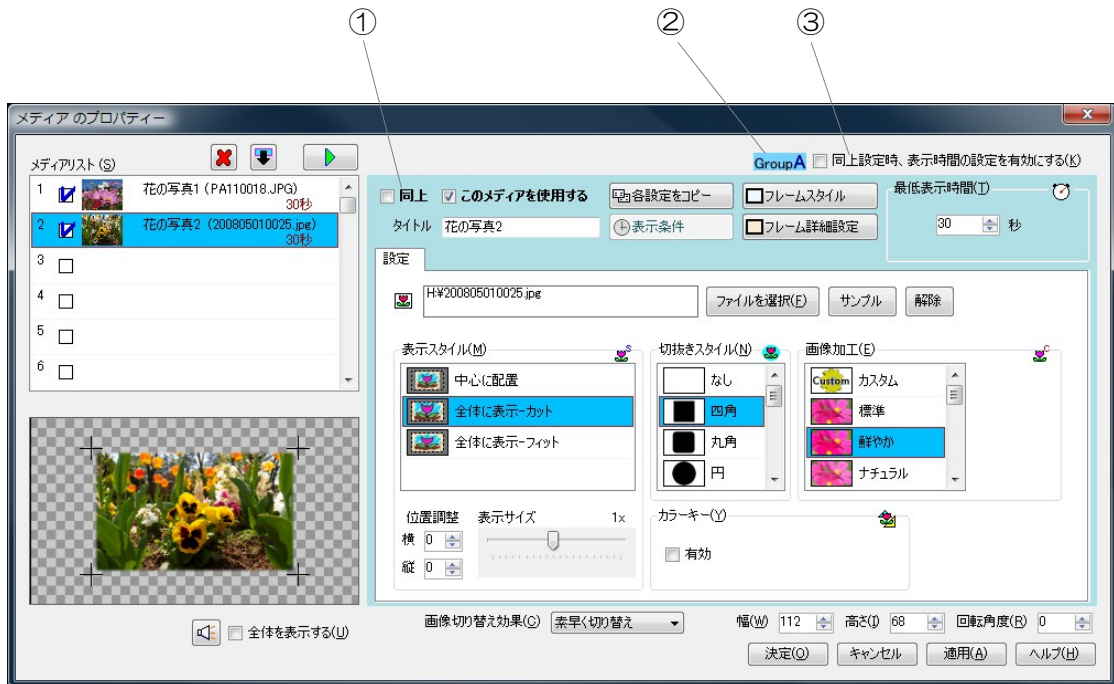 ① ② ③
メディア のプロパティー
メディアリスト(S)
GroupA 同上設定時、表示時間の設定を有効にする(K)
1 花の写真1 (PA110018.JPG)
30秒
2 花の写真2 (200805010025.jpg)
30秒
3
4
5
6
同上 このメディアを使用する 各設定をコピー フレームスタイル 最低表示時間(T)
タイトル 花の写真2 表示条件 フレーム詳細設定 30 秒
設定
H:¥200805010025.jpg ファイルを選択(F) サンプル 解除
表示スタイル(M) 切抜きスタイル(N) 画像加工(E)
中心に配置
全体に表示-カット
全体に表示-フィット
なし
四角
丸角
円
Custom カスタム
標準
鮮やか
ナチュラル
位置調整 表示サイズ 1x
横 0
縦 0
カラーキー(Y)
有効
全体を表示する(U)
画像切り替え効果(C) 素早く切替え 幅(W) 112 高さ(I) 68 回転角度(R) 0
決定(O) キャンセル 適用(A) ヘルプ(H)